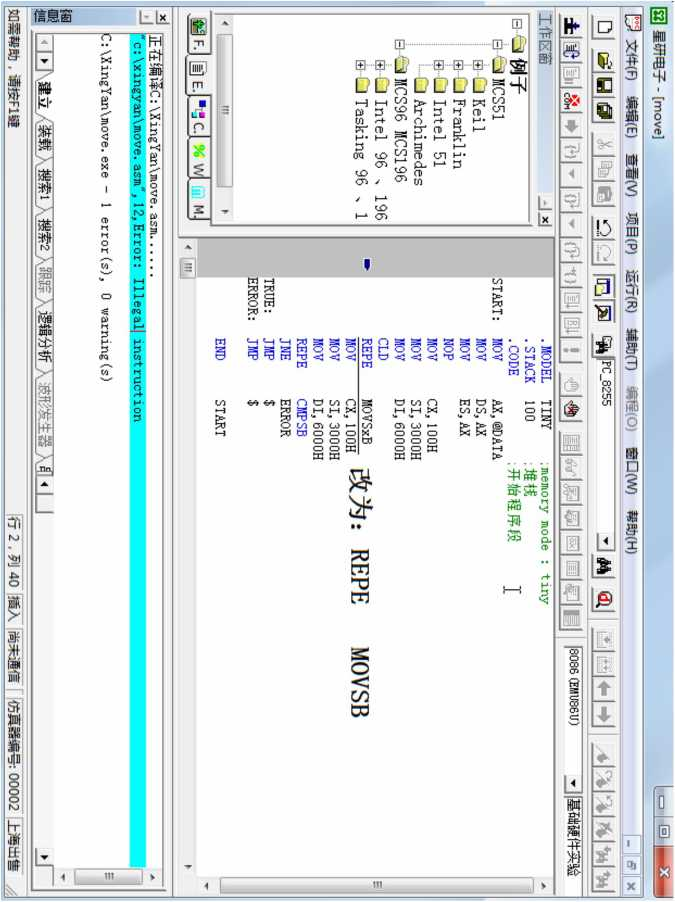 星研电子 - [move]
文件(F) 编辑(E) 查看(V) 项目(P) 运行(R) 辅助(T) 编程(O) 窗口(W) 帮助(H)
PC_8255
8086(EMU86U) 基础硬件实验
工作区窗
例子
MCS51
Keil
Franklin
Intel 51
Archimedes
MCS96 MCS196
Intel 96 、196
Tasking 96 、1
F. E. C. W M.
.MODEL TINY ;memory mode : tiny
.STACK 100 ;堆栈
.CODE ;开始程序段
START: MOV AX,@DATA
MOV DS,AX
MOV ES,AX
NOP
MOV CX,100H
MOV SI,3000H
MOV DI,6000H
CLD
REPE MOVSxB 改为: REPE MOVSB
MOV CX,100H
MOV SI,3000H
MOV DI,6000H
REPE CMPSB
JNE ERROR
TRUE: JMP $
ERROR: JMP $
END START
信息窗
正在编译C:\XingYan\move.asm......
"c:\xingyan\move.asm",12,Error: Illegal instruction
C:\XingYan\move.exe - 1 error(s), 0 warning(s)
建立 装载 搜索1 搜索2 跟踪 逻辑分析 波形发生器
如需帮助，请按F1键 行 2 , 列 40 插入 尚未通信 仿真器编号: 00002 上海出售